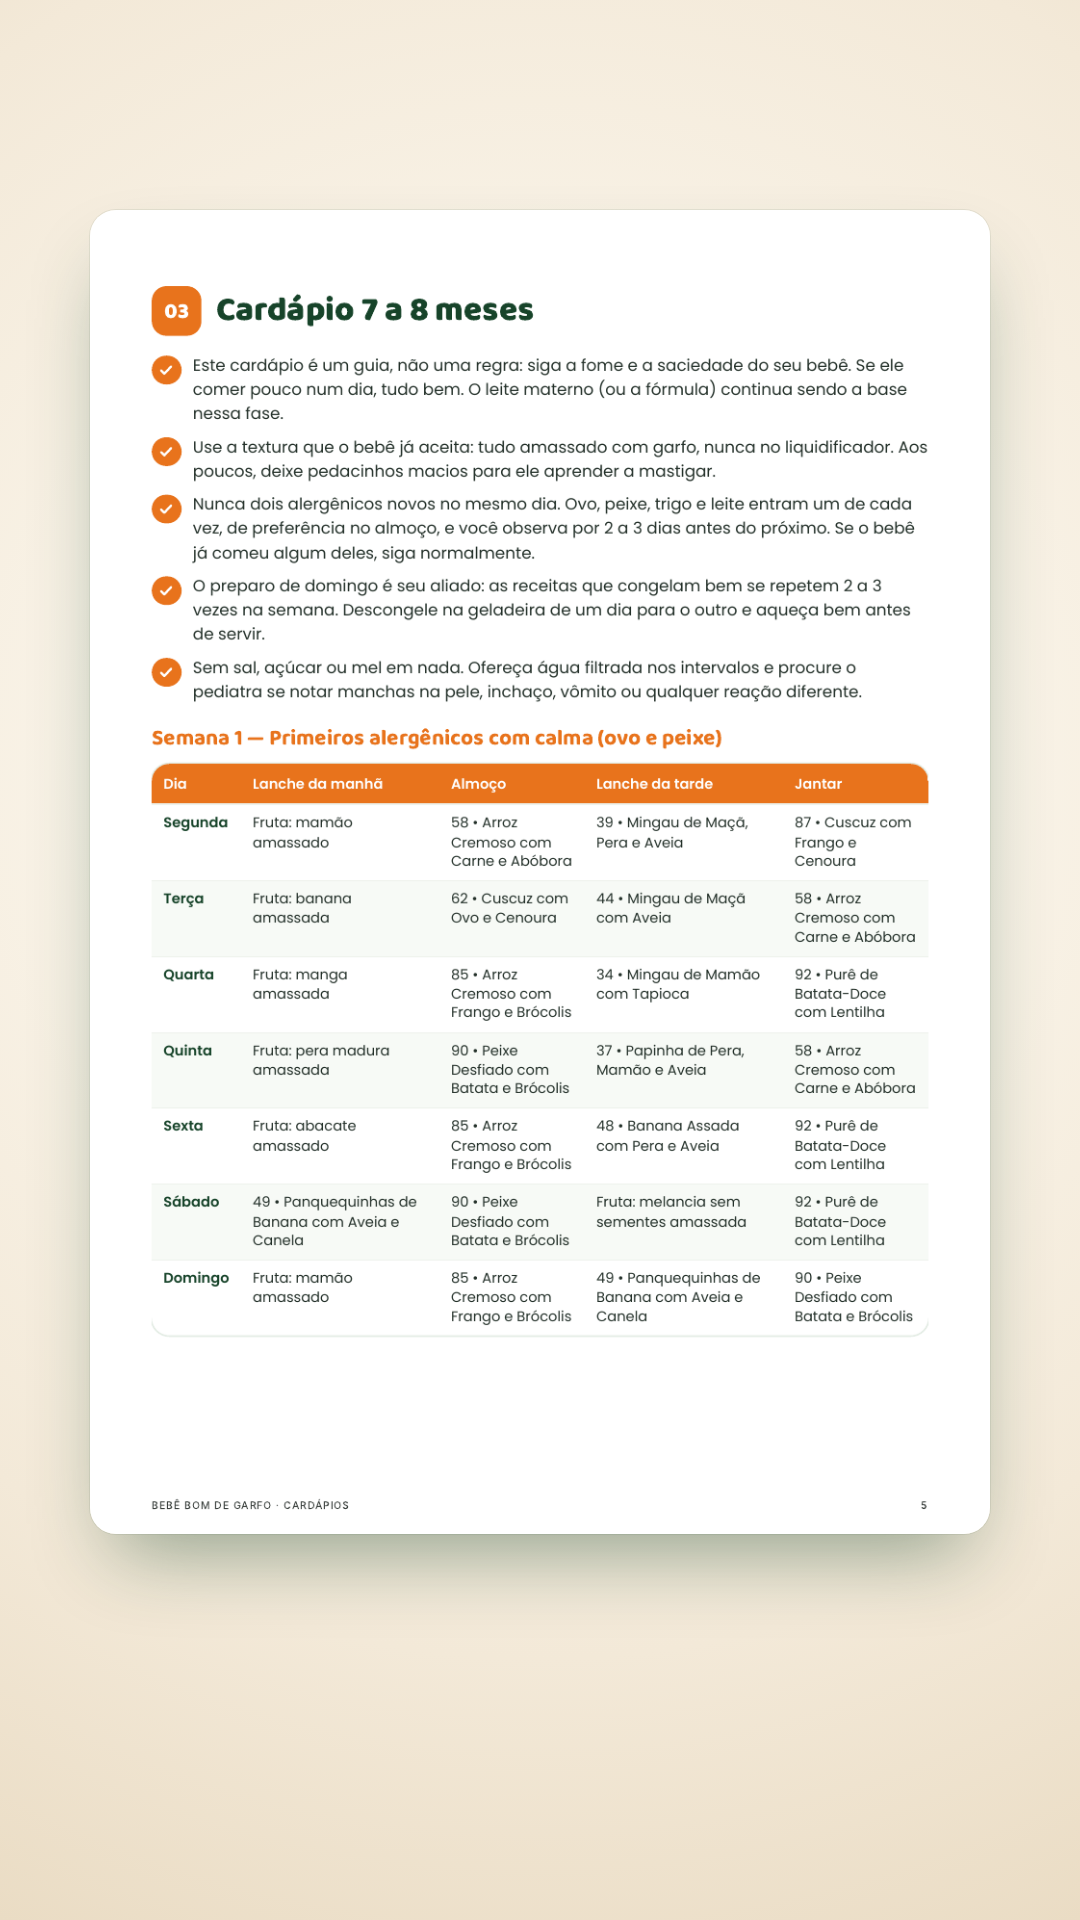 03 Cardápio 7 a 8 meses
Este cardápio é um guia, não uma regra: siga a fome e a saciedade do seu bebê. Se ele
comer pouco num dia, tudo bem. O leite materno (ou a fórmula) continua sendo a base
nessa fase.
Use a textura que o bebê já aceita: tudo amassado com garfo, nunca no liquidificador. Aos
poucos, deixe pedacinhos macios para ele aprender a mastigar.
Nunca dois alergênicos novos no mesmo dia. Ovo, peixe, trigo e leite entram um de cada
vez, de preferência no almoço, e você observa por 2 a 3 dias antes do próximo. Se o bebê
já comeu algum deles, siga normalmente.
O preparo de domingo é seu aliado: as receitas que congelam bem se repetem 2 a 3
vezes na semana. Descongele na geladeira de um dia para o outro e aqueça bem antes
de servir.
Sem sal, açúcar ou mel em nada. Ofereça água filtrada nos intervalos e procure o
pediatra se notar manchas na pele, inchaço, vômito ou qualquer reação diferente.
Semana 1 — Primeiros alergênicos com calma (ovo e peixe)
Dia Lanche da manhã Almoço Lanche da tarde Jantar
Segunda Fruta: mamão 58 • Arroz 39 • Mingau de Maçã, 87 • Cuscuz com
amassado Cremoso com Pera e Aveia Frango e
Carne e Abóbora Cenoura
Terça Fruta: banana 62 • Cuscuz com 44 • Mingau de Maçã 58 • Arroz
amassada Ovo e Cenoura com Aveia Cremoso com
Carne e Abóbora
Quarta Fruta: manga 85 • Arroz 34 • Mingau de Mamão 92 • Purê de
amassada Cremoso com com Tapioca Batata-Doce
Frango e Brócolis com Lentilha
Quinta Fruta: pera madura 90 • Peixe 37 • Papinha de Pera, 58 • Arroz
amassada Desfiado com Mamão e Aveia Cremoso com
Batata e Brócolis Carne e Abóbora
Sexta Fruta: abacate 85 • Arroz 48 • Banana Assada 92 • Purê de
amassado Cremoso com com Pera e Aveia Batata-Doce
Frango e Brócolis com Lentilha
Sábado 49 • Panquequinhas de 90 • Peixe Fruta: melancia sem 92 • Purê de
Banana com Aveia e Desfiado com sementes amassada Batata-Doce
Canela Batata e Brócolis com Lentilha
Domingo Fruta: mamão 85 • Arroz 49 • Panquequinhas de 90 • Peixe
amassado Cremoso com Banana com Aveia e Desfiado com
Frango e Brócolis Canela Batata e Brócolis
BEBÊ BOM DE GARFO · CARDÁPIOS 5